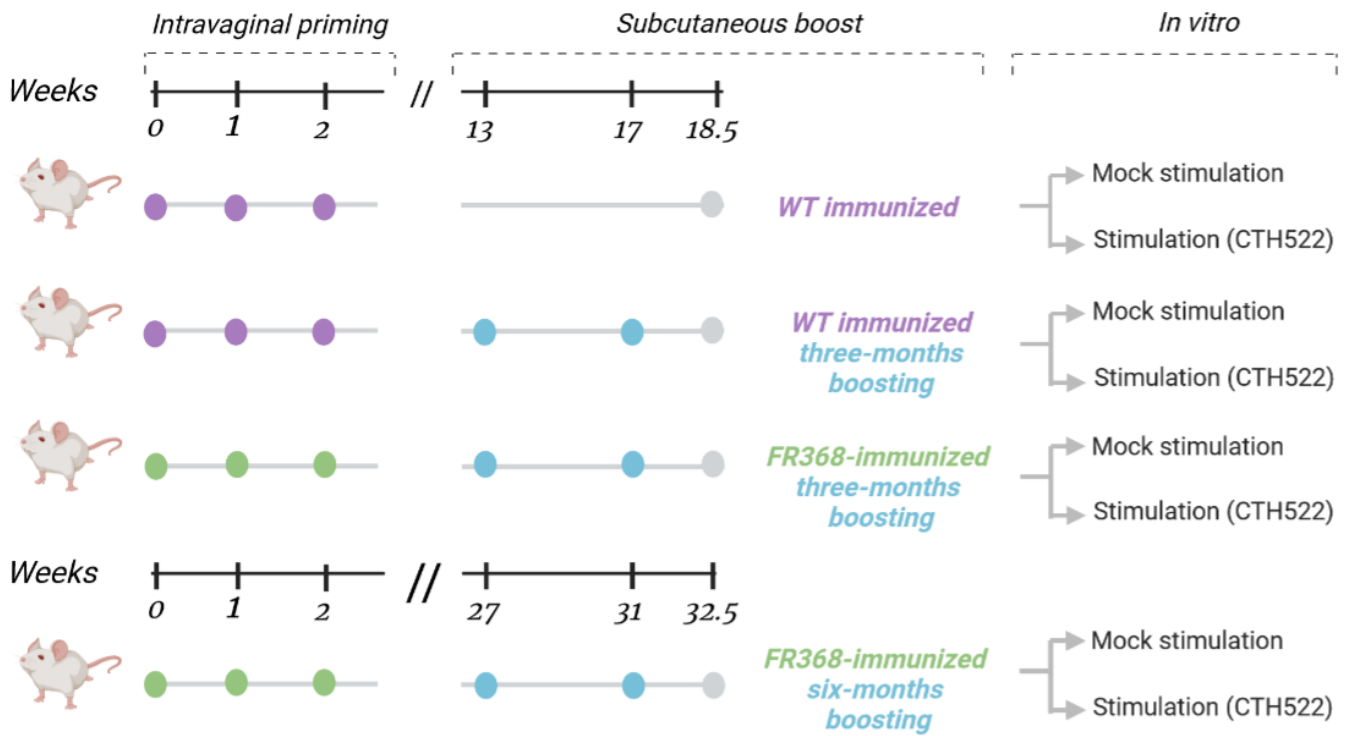 Intravaginal priming
Subcutaneous boost
In vitro
Weeks
//
0 1 2
13 17 18.5
WT immunized
Mock stimulation
Stimulation (CTH522)
WT immunized
three-months
boosting
Mock stimulation
Stimulation (CTH522)
FR368-immunized
three-months
boosting
Mock stimulation
Stimulation (CTH522)
Weeks
//
0 1 2
27 31 32.5
FR368-immunized
six-months
boosting
Mock stimulation
Stimulation (CTH522)